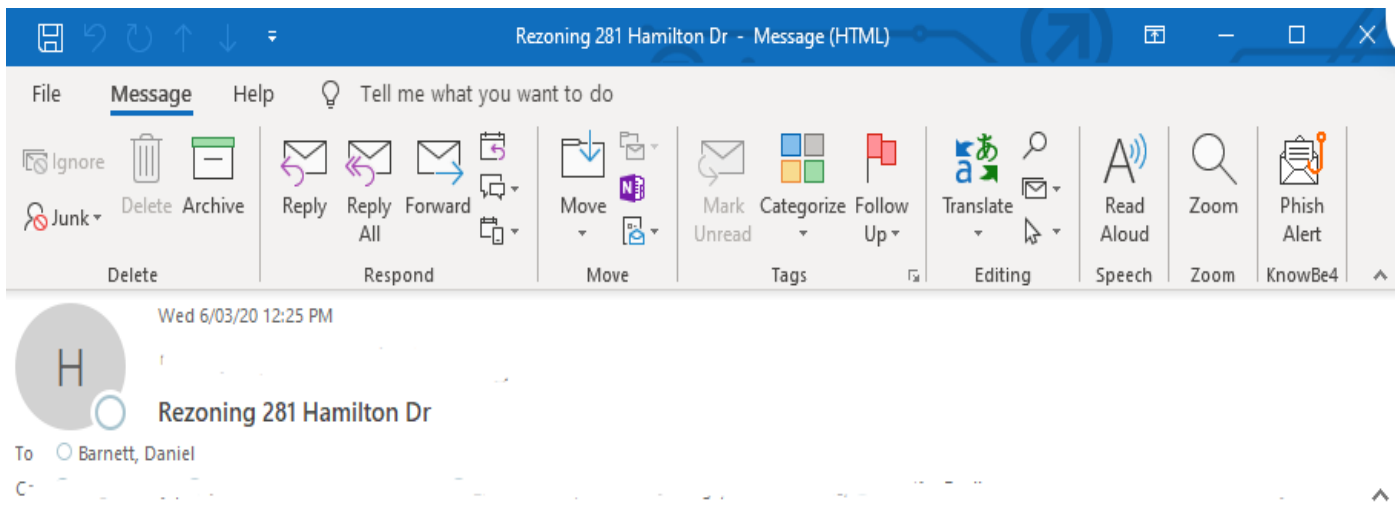 Rezoning 281 Hamilton Dr - Message (HTML)
File Message Help Tell me what you want to do
Ignore
Junk
Delete
Archive
Reply
Reply All
Forward
Move
Mark Unread
Categorize
Follow Up
Translate
Read Aloud
Zoom
Phish Alert
Delete Respond Move Tags Editing Speech Zoom KnowBe4
Wed 6/03/20 12:25 PM
H
Rezoning 281 Hamilton Dr
To Barnett, Daniel